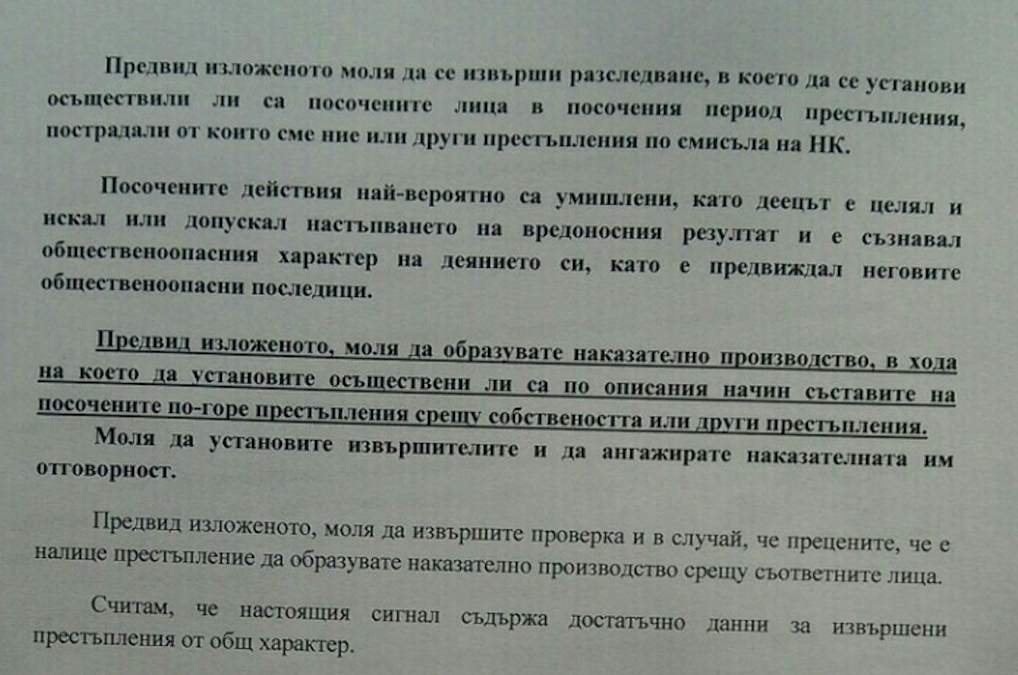 Предвид изложеното моля да се извърши разследване, в което да се установи
осъществили ли са посочените лица в посочения период престъпления,
пострадали от които сме ние или други престъпления по смисъла на НК.
Посочените действия най-вероятно са умишлени, като деецът е целял и
искал или допускал настъпването на вредоносния резултат и е съзнавал
общественоопасния характер на деянието си, като е предвиждал неговите
общественоопасни последици.
Предвид изложеното, моля да образувате наказателно производство, в хода
на което да установите осъществени ли са по описания начин съставите на
посочените по-горе престъпления срещу собствеността или други престъпления.
Моля да установите извършителите и да ангажирате наказателната им
отговорност.
Предвид изложеното, моля да извършите проверка и в случай, че прецените, че е
налице престъпление да образувате наказателно производство срещу съответните лица.
Считам, че настоящия сигнал съдържа достатъчно данни за извършени
престъпления от общ характер.